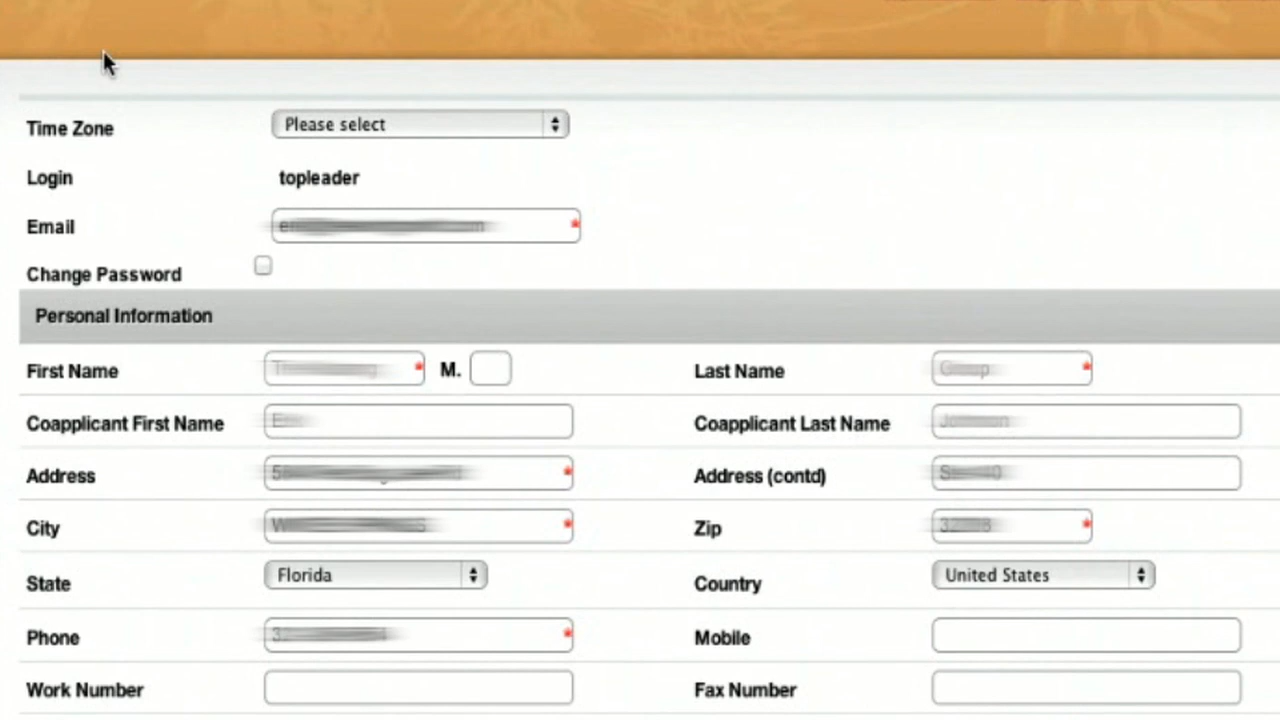 Time Zone Please select
Login topleader
Email *
Change Password
Personal Information
First Name * M. Last Name *
Coapplicant First Name Coapplicant Last Name
Address * Address (contd)
City * Zip *
State Florida Country United States
Phone * Mobile
Work Number Fax Number